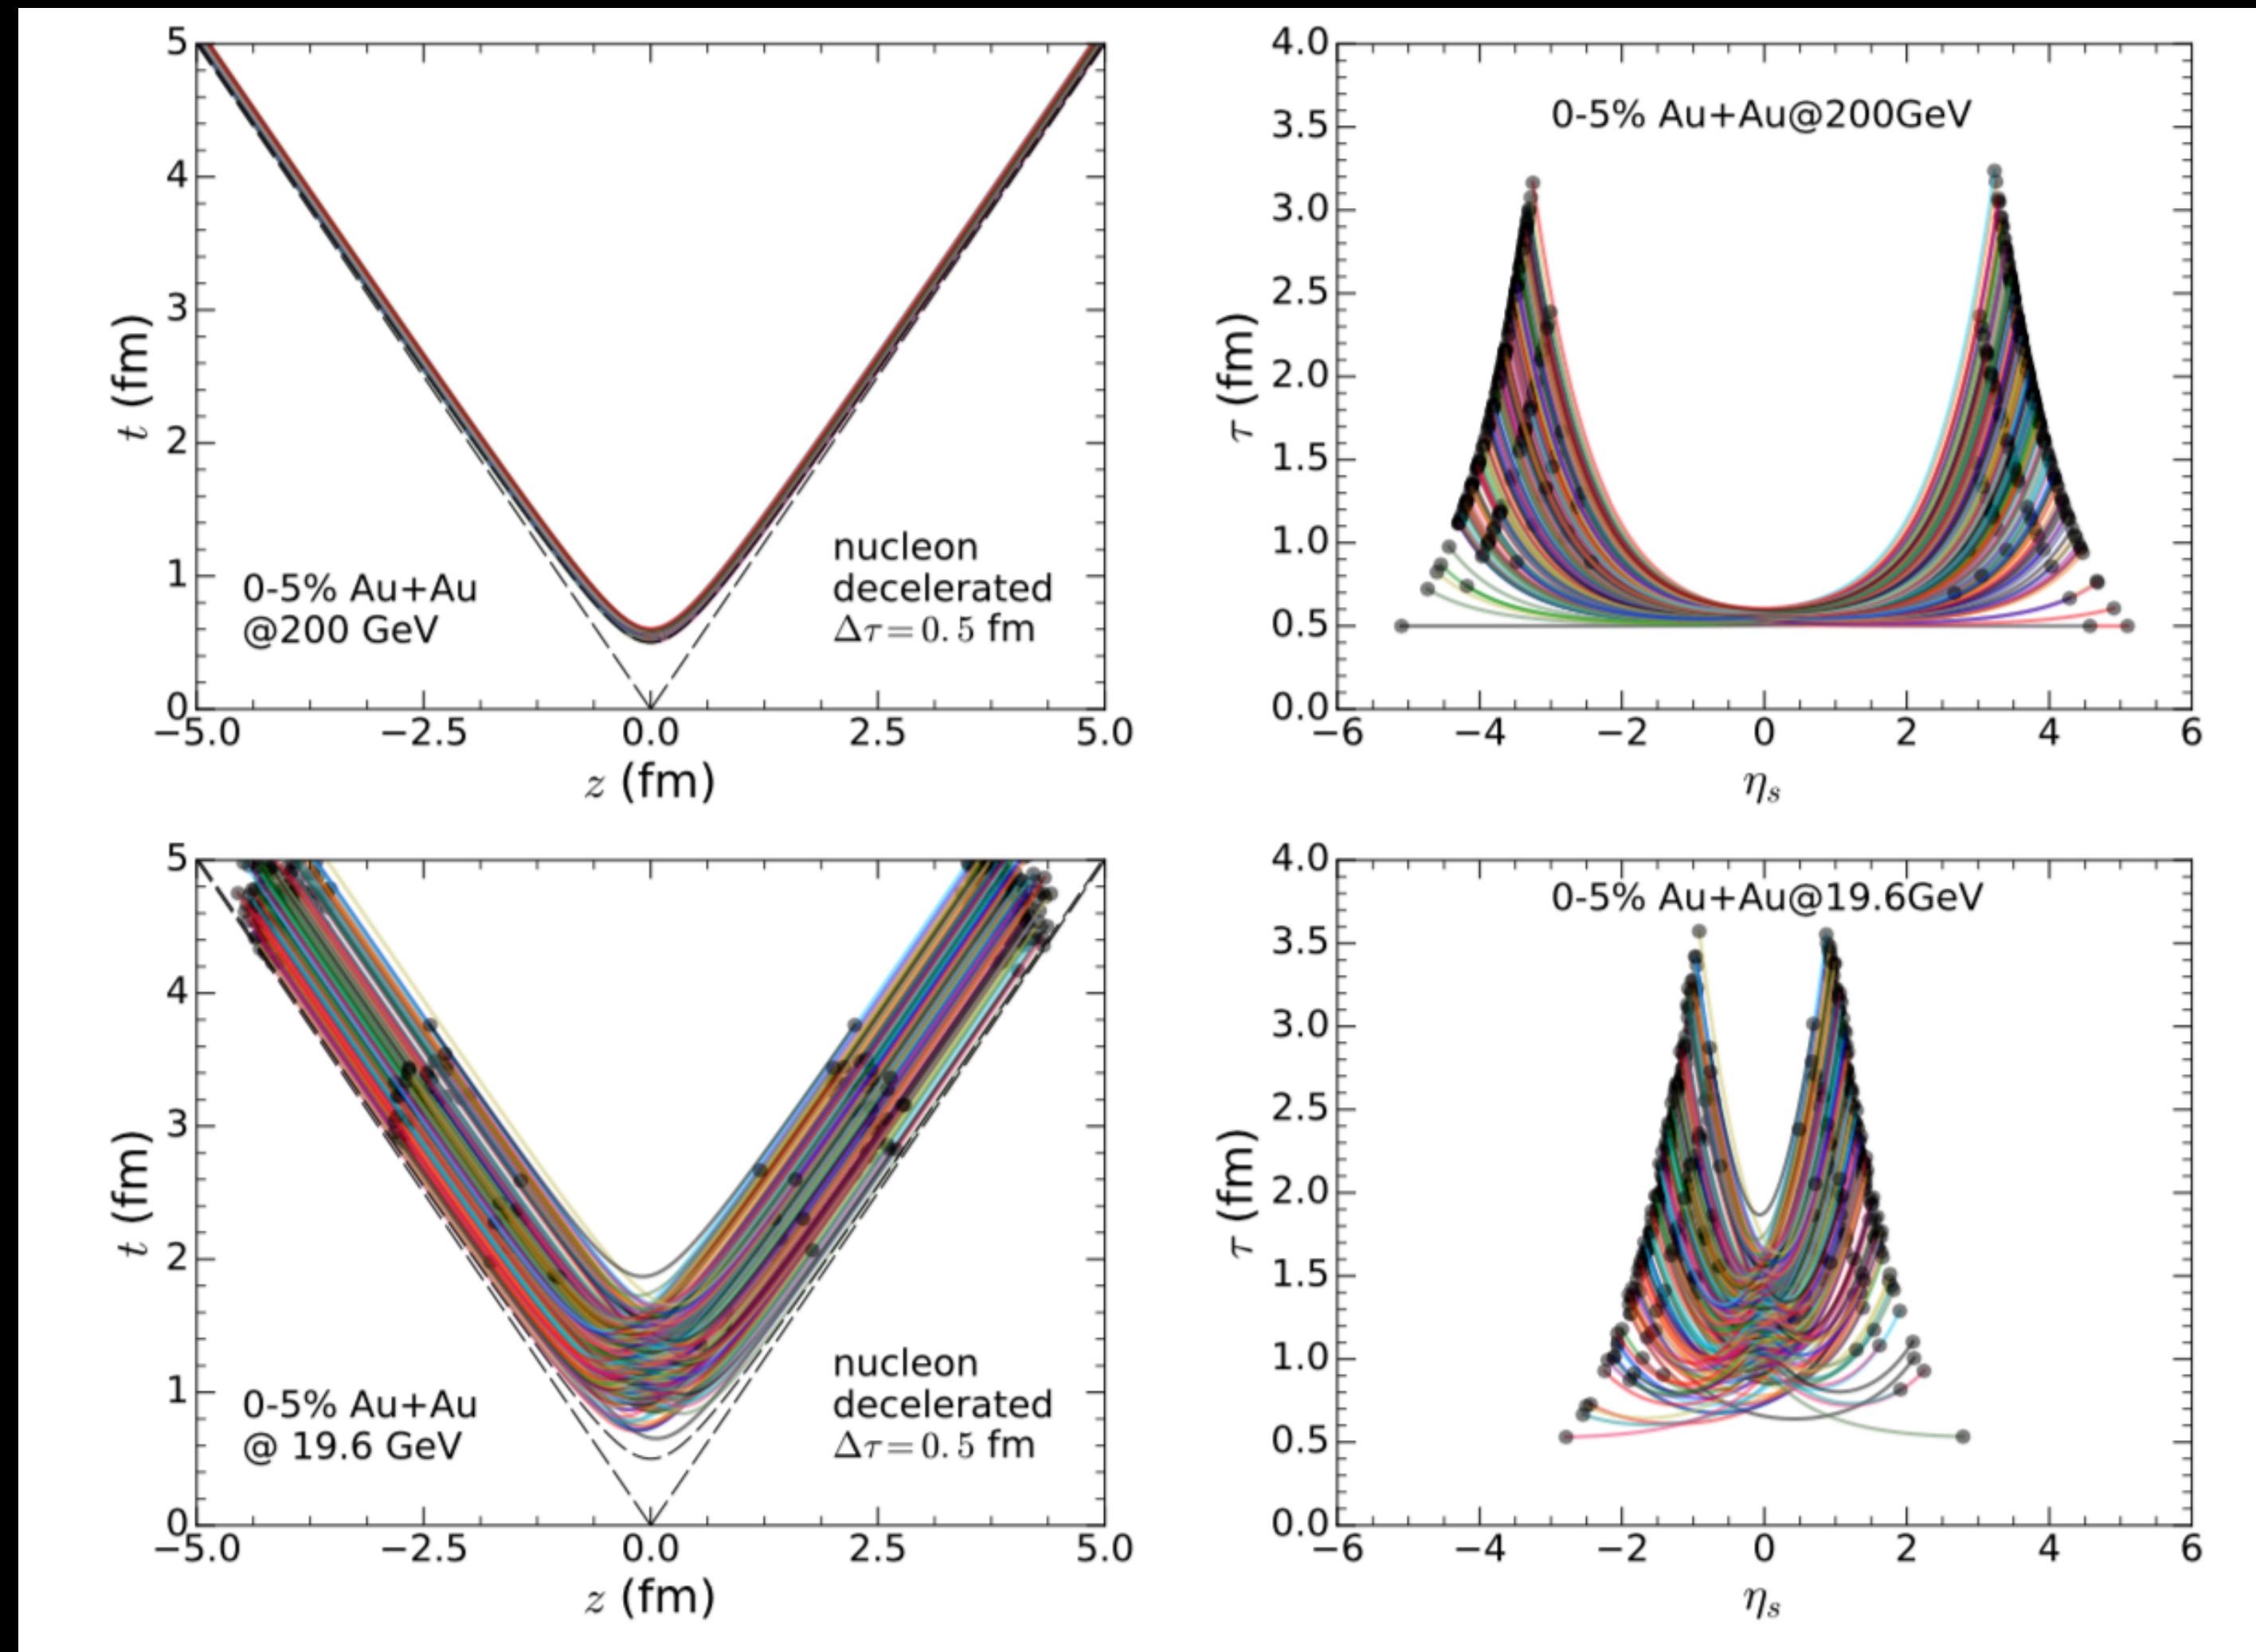 5
4
3
2
1
0
t (fm)
0-5% Au+Au
@200 GeV
nucleon
decelerated
Δτ=0.5 fm
−5.0 −2.5 0.0 2.5 5.0
z (fm)
4.0
3.5
3.0
2.5
2.0
1.5
1.0
0.5
0.0
τ (fm)
0-5% Au+Au@200GeV
−6 −4 −2 0 2 4 6
ηs
5
4
3
2
1
0
t (fm)
0-5% Au+Au
@ 19.6 GeV
nucleon
decelerated
Δτ=0.5 fm
−5.0 −2.5 0.0 2.5 5.0
z (fm)
4.0
3.5
3.0
2.5
2.0
1.5
1.0
0.5
0.0
τ (fm)
0-5% Au+Au@19.6GeV
−6 −4 −2 0 2 4 6
ηs